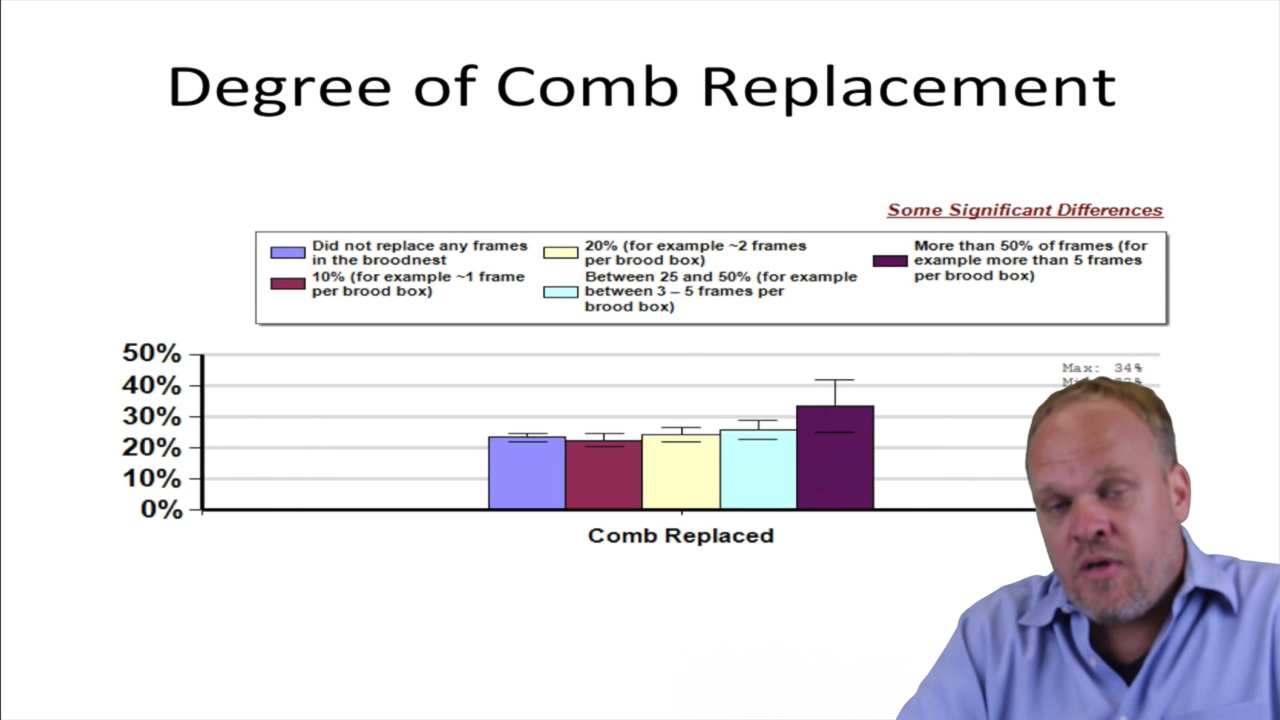 Degree of Comb Replacement
Some Significant Differences
Did not replace any frames
in the broodnest
10% (for example ~1 frame
per brood box)
20% (for example ~2 frames
per brood box)
Between 25 and 50% (for example
between 3 – 5 frames per
brood box)
More than 50% of frames (for
example more than 5 frames
per brood box)
50%
40%
30%
20%
10%
0%
Max: 34%
Comb Replaced